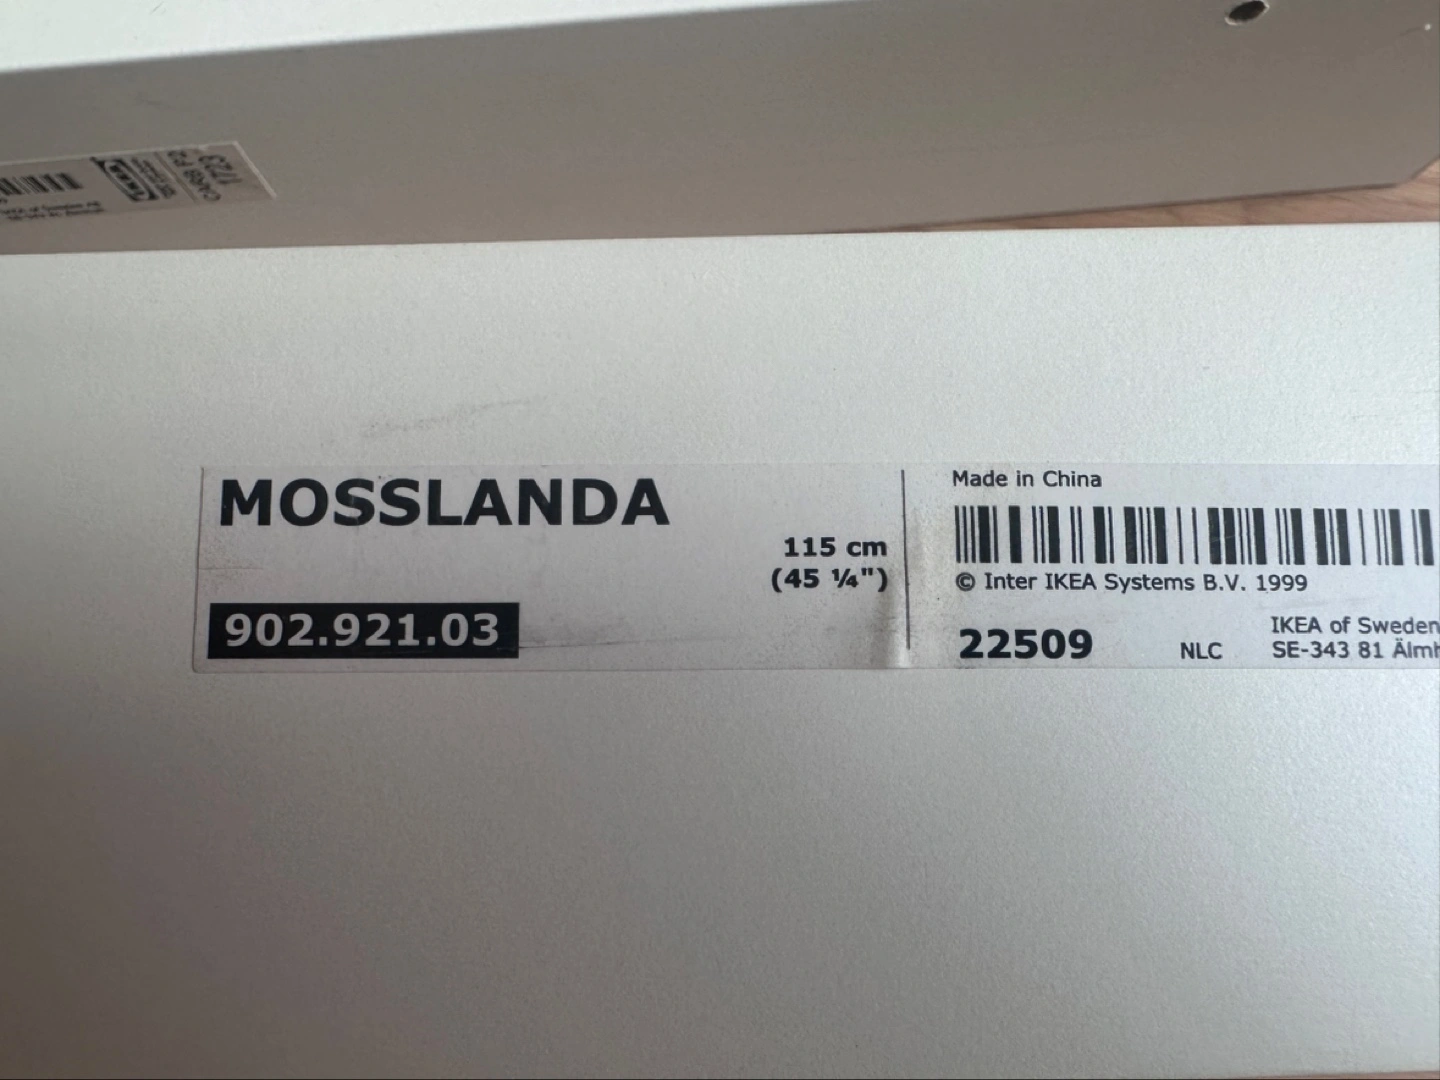 1723
MOSSLANDA
115 cm
(45 ¼")
902.921.03
Made in China
© Inter IKEA Systems B.V. 1999
22509
NLC
IKEA of Sweden
SE-343 81